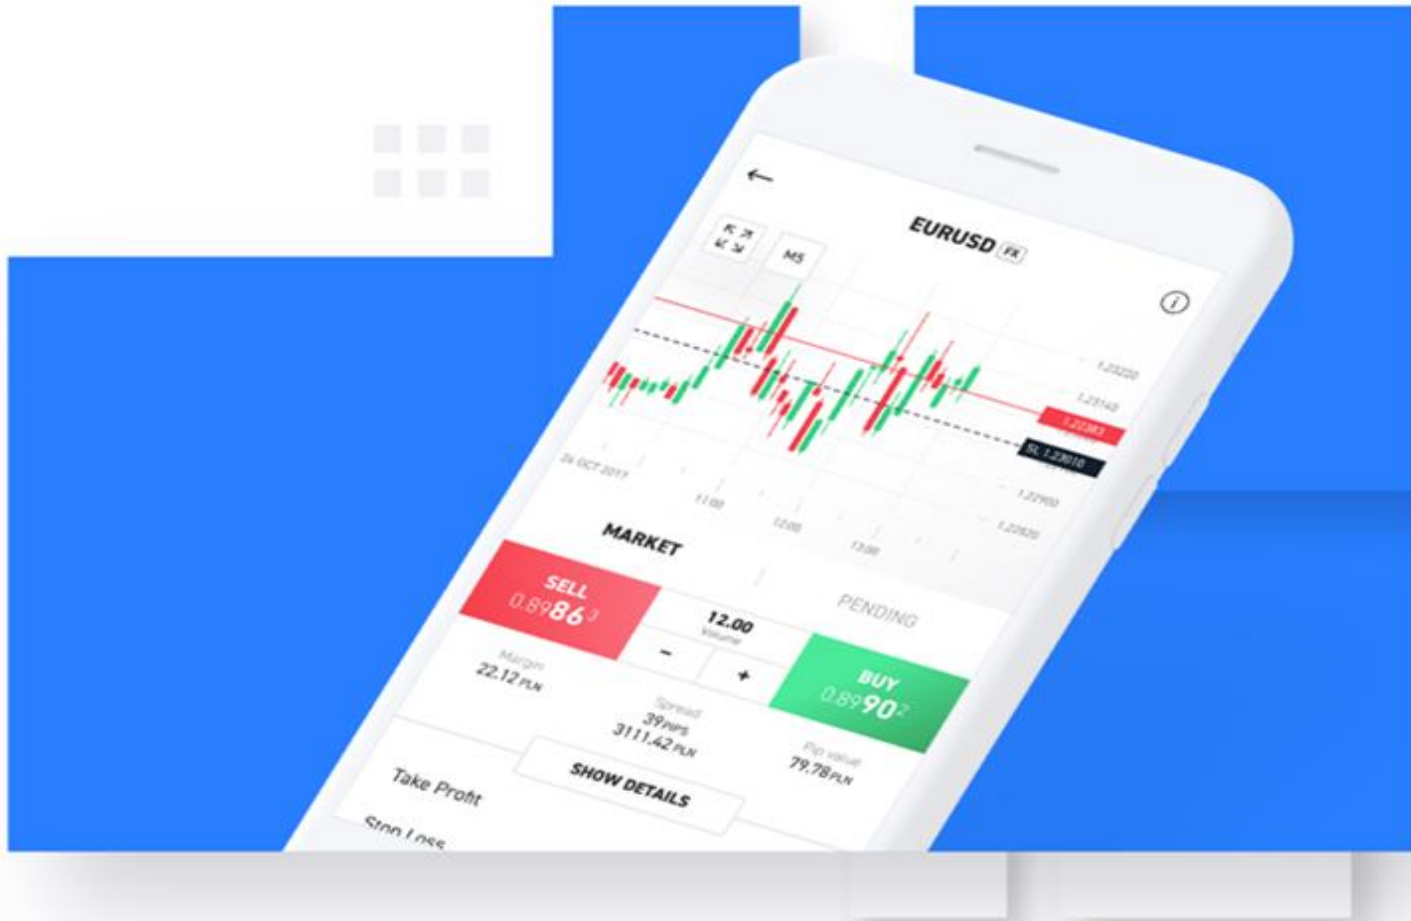 EURUSD FX
M5
1.23220
1.23140
1.22383
SL 1.23010
1.22900
1.22820
26 OCT 2017
11:00
12:00
13:00
MARKET
PENDING
SELL
0.89863
12.00
Volume
-
+
BUY
0.89902
Margin
22.12 PLN
Spread
39 PIPS
3111.42 PLN
Pip value
79.78 PLN
SHOW DETAILS
Take Profit
Stop Loss